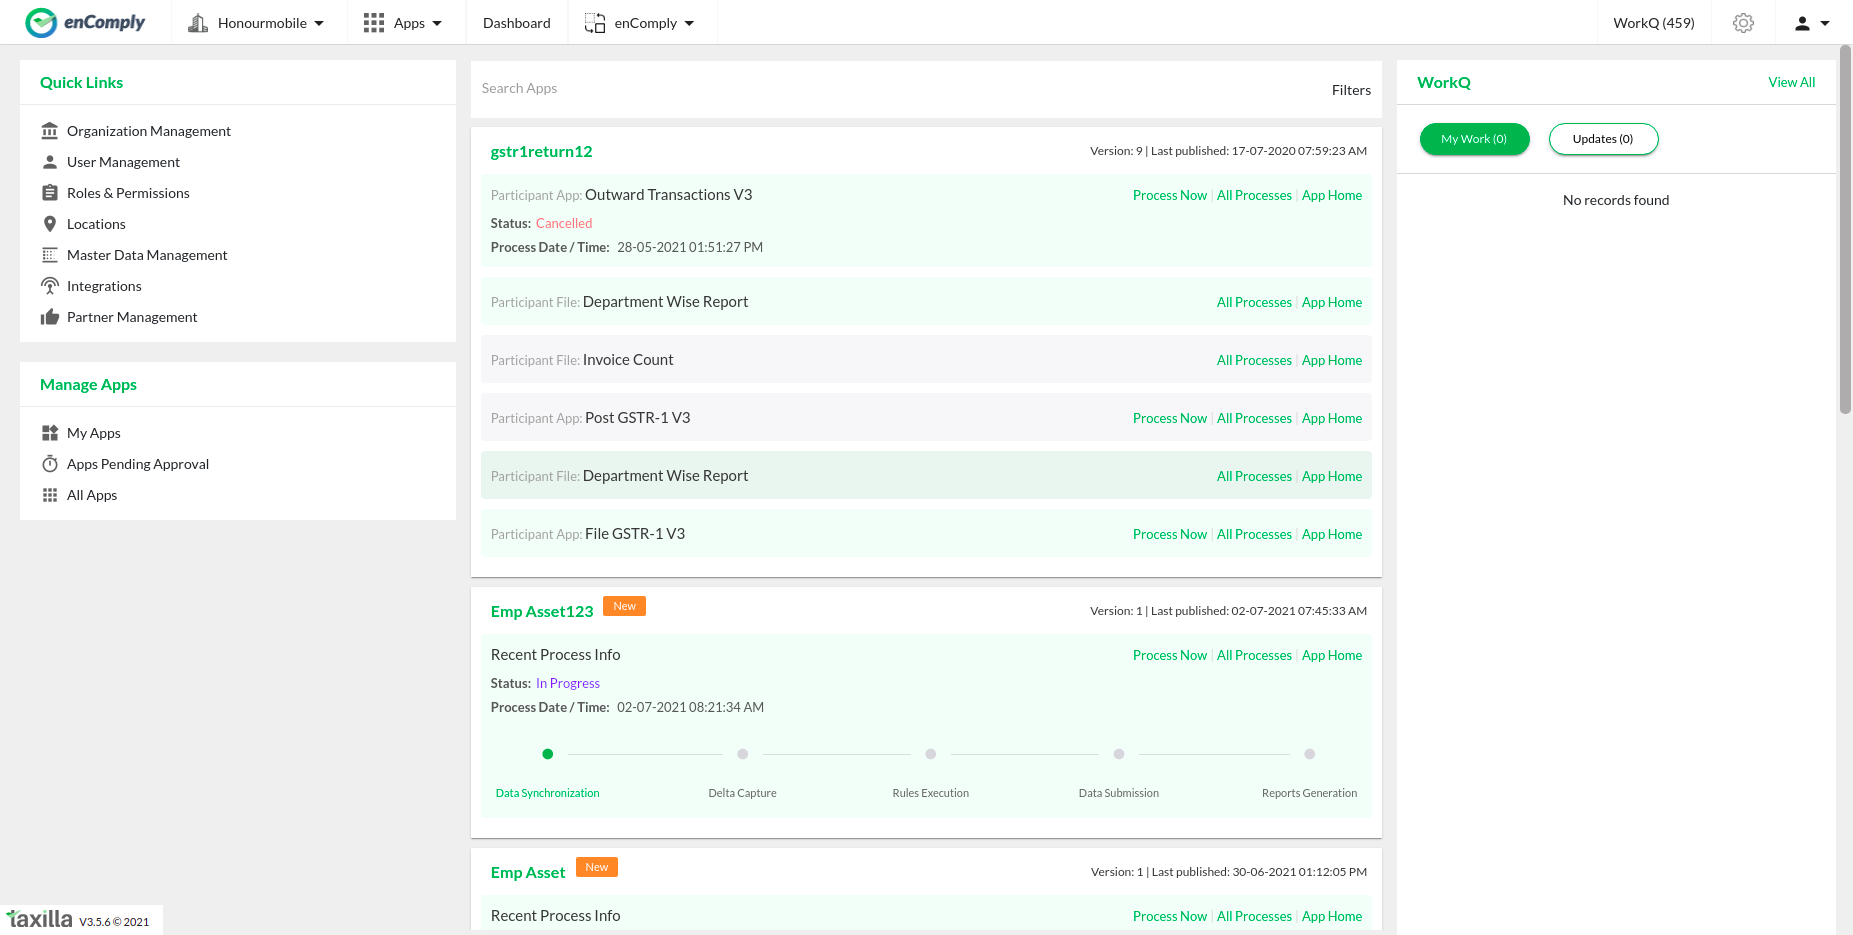 enComply Honourmobile Apps Dashboard enComply WorkQ (459)
Quick Links
Organization Management
User Management
Roles & Permissions
Locations
Master Data Management
Integrations
Partner Management
Manage Apps
My Apps
Apps Pending Approval
All Apps
Search Apps Filters
gstr1return12 Version: 9 | Last published: 17-07-2020 07:59:23 AM
Participant App: Outward Transactions V3 Process Now | All Processes | App Home
Status: Cancelled
Process Date / Time: 28-05-2021 01:51:27 PM
Participant File: Department Wise Report All Processes | App Home
Participant File: Invoice Count All Processes | App Home
Participant App: Post GSTR-1 V3 Process Now | All Processes | App Home
Participant File: Department Wise Report All Processes | App Home
Participant App: File GSTR-1 V3 Process Now | All Processes | App Home
Emp Asset123 New Version: 1 | Last published: 02-07-2021 07:45:33 AM
Recent Process Info Process Now | All Processes | App Home
Status: In Progress
Process Date / Time: 02-07-2021 08:21:34 AM
Data Synchronization Delta Capture Rules Execution Data Submission Reports Generation
Emp Asset New Version: 1 | Last published: 30-06-2021 01:12:05 PM
Recent Process Info Process Now | All Processes | App Home
WorkQ View All
My Work (0) Updates (0)
No records found
taxilla V3.5.6 © 2021